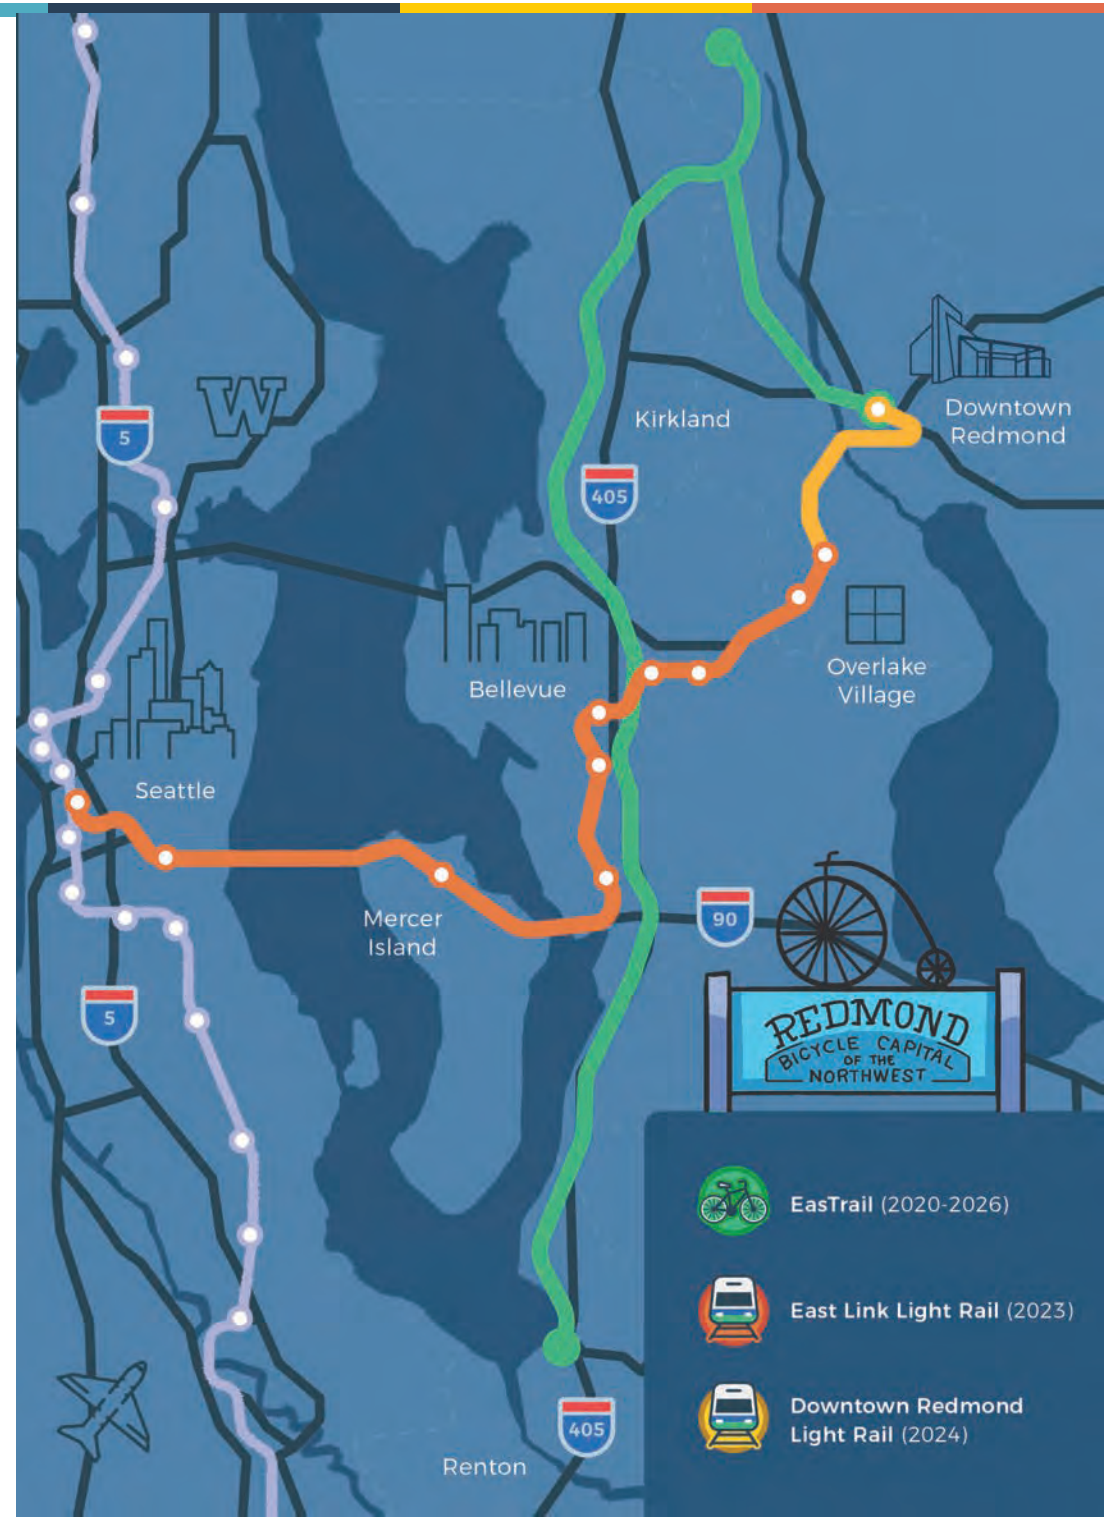 W
5
Kirkland
Downtown
Redmond
405
Bellevue
Overlake
Village
Seattle
Mercer
Island
90
5
REDMOND
BICYCLE CAPITAL
OF THE
NORTHWEST
EasTrail (2020-2026)
East Link Light Rail (2023)
Downtown Redmond
Light Rail (2024)
405
Renton